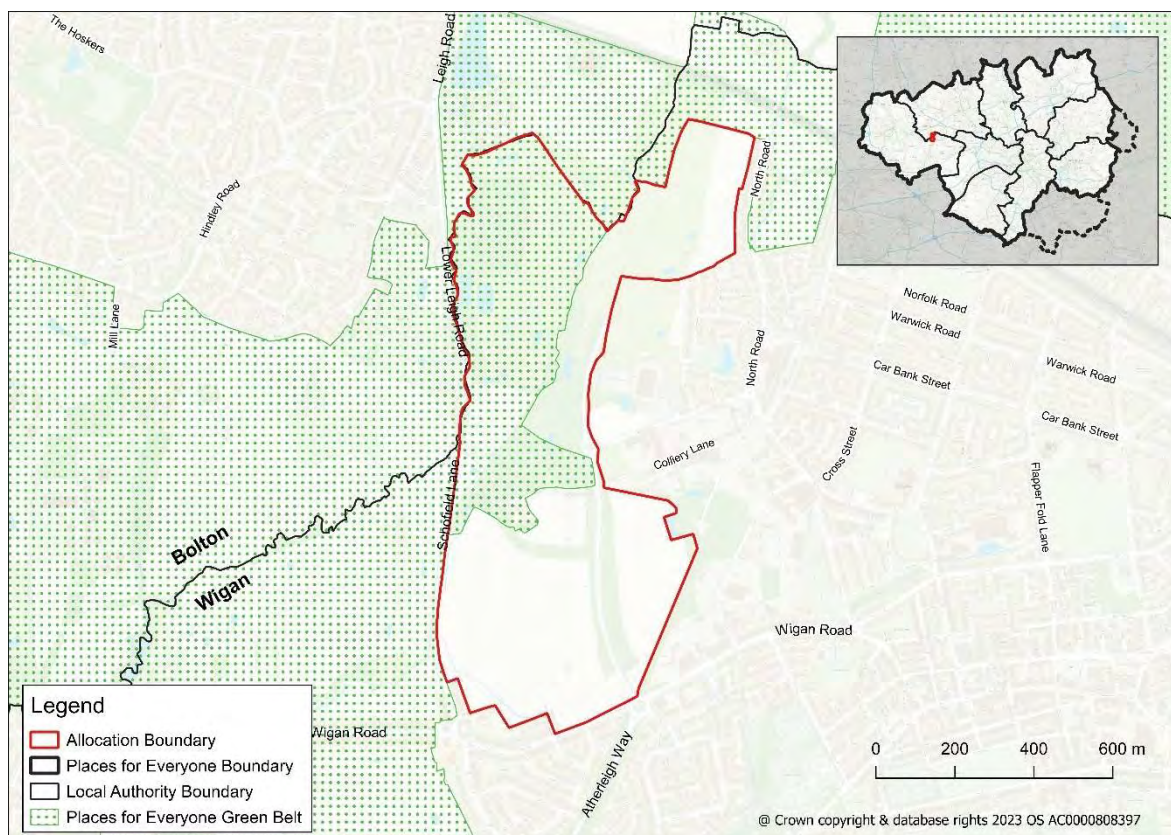 The Hoskers
Leigh Road
Hindley Road
North Road
Lower Leigh Road
Mill Lane
Norfolk Road
Warwick Road
North Road
Warwick Road
Car Bank Street
Car Bank Street
Colliery Lane
Cross Street
Schofield Lane
Flapper Fold Lane
Bolton
Wigan
Wigan Road
Wigan Road
Atherleigh Way
Legend
Allocation Boundary
Places for Everyone Boundary
Local Authority Boundary
Places for Everyone Green Belt
0 200 400 600 m
@ Crown copyright & database rights 2023 OS AC0000808397